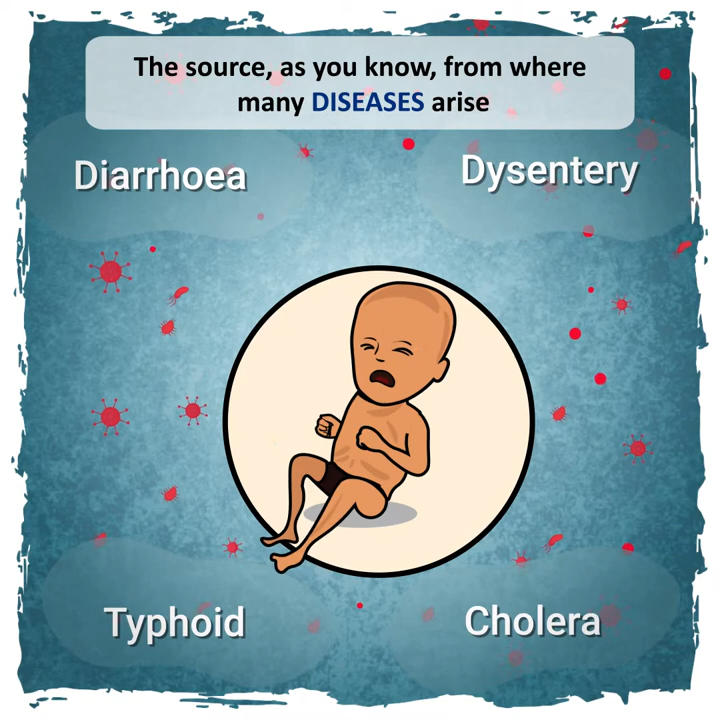 The source, as you know, from where
many DISEASES arise
Diarrhoea
Dysentery
Typhoid
Cholera